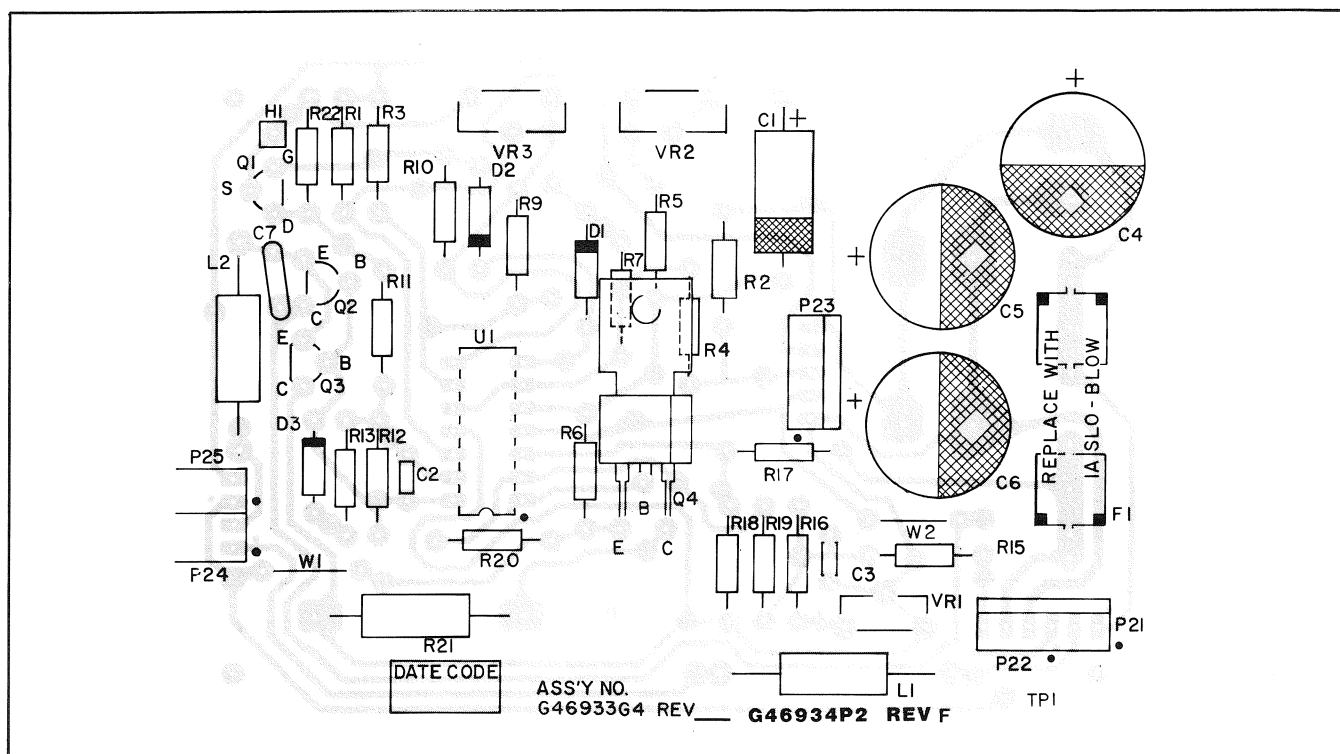 H1
R22
R1
R3
VR3
VR2
C1 +
+
Q1
G
S
D
R10
D2
R9
D1
R5
R7
R2
C4
C7
L2
E
B
Q2
C
R11
+
C5
E
B
Q3
C
U1
R4
P23
REPLACE WITH
1A SLO-BLOW
+
C6
D3
R13
R12
C2
P25
P24
R6
R17
B
Q4
E
C
R20
R18
R19
R16
C3
W2
R15
F1
W1
VR1
R21
P21
P22
DATE CODE
ASS'Y NO.
G46933G4 REV__
G46934P2 REV F
L1
TP1